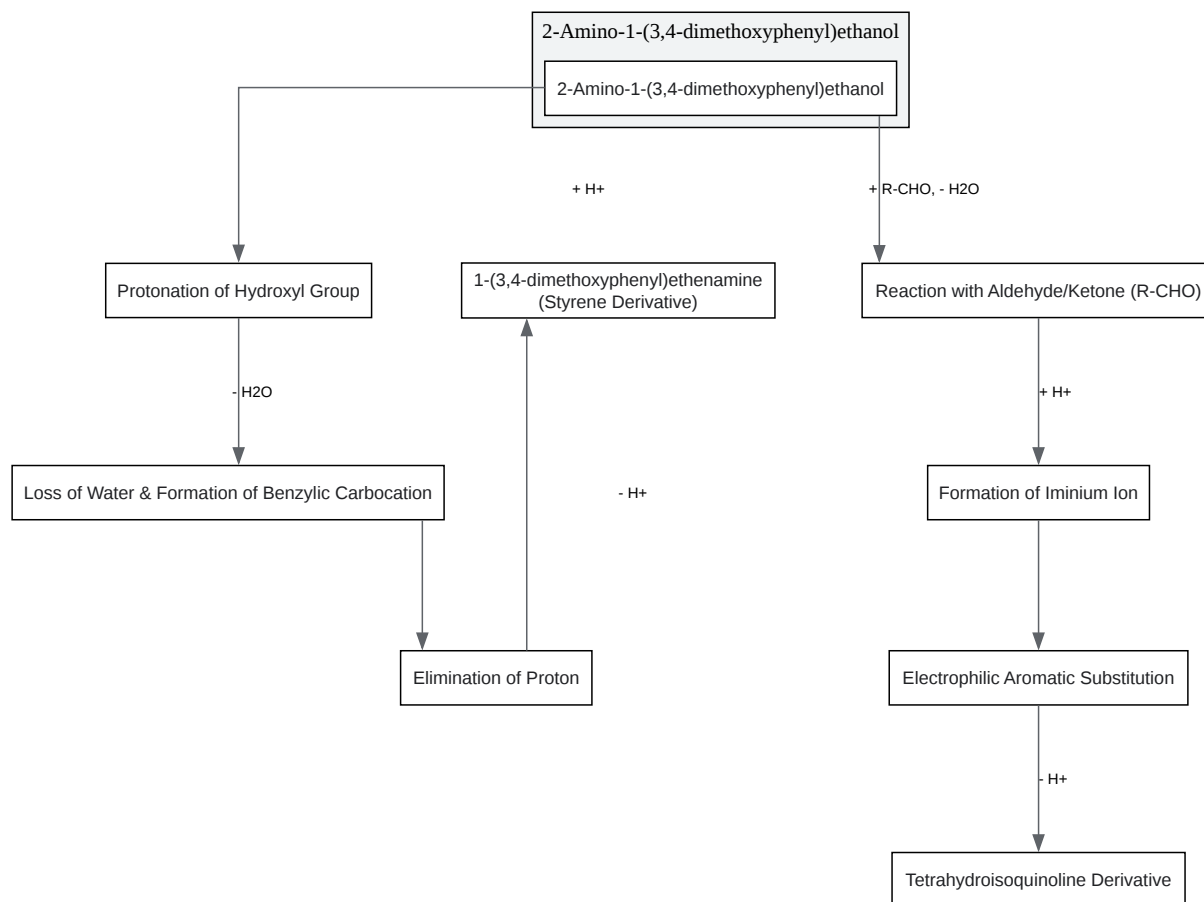 2-Amino-1-(3,4-dimethoxyphenyl)ethanol
2-Amino-1-(3,4-dimethoxyphenyl)ethanol
+ H+
+ R-CHO, - H2O
Protonation of Hydroxyl Group
1-(3,4-dimethoxyphenyl)ethenamine
(Styrene Derivative)
Reaction with Aldehyde/Ketone (R-CHO)
- H2O
+ H+
Loss of Water & Formation of Benzylic Carbocation
- H+
Formation of Iminium Ion
Elimination of Proton
Electrophilic Aromatic Substitution
- H+
Tetrahydroisoquinoline Derivative